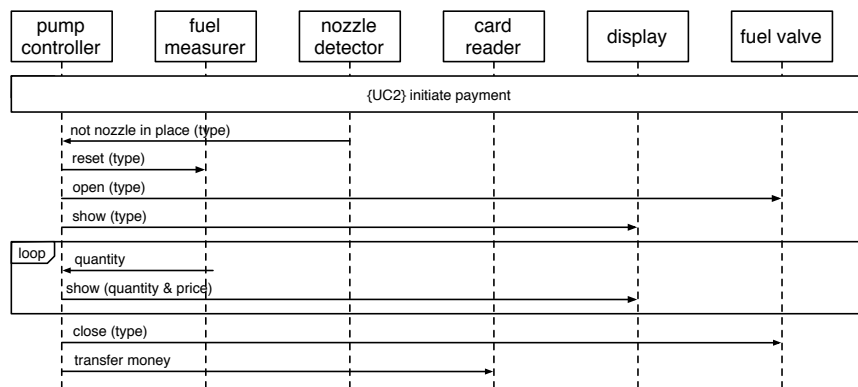 pump
controller
fuel
measurer
nozzle
detector
card
reader
display
fuel valve
{UC2} initiate payment
not nozzle in place (type)
reset (type)
open (type)
show (type)
loop
quantity
show (quantity & price)
close (type)
transfer money